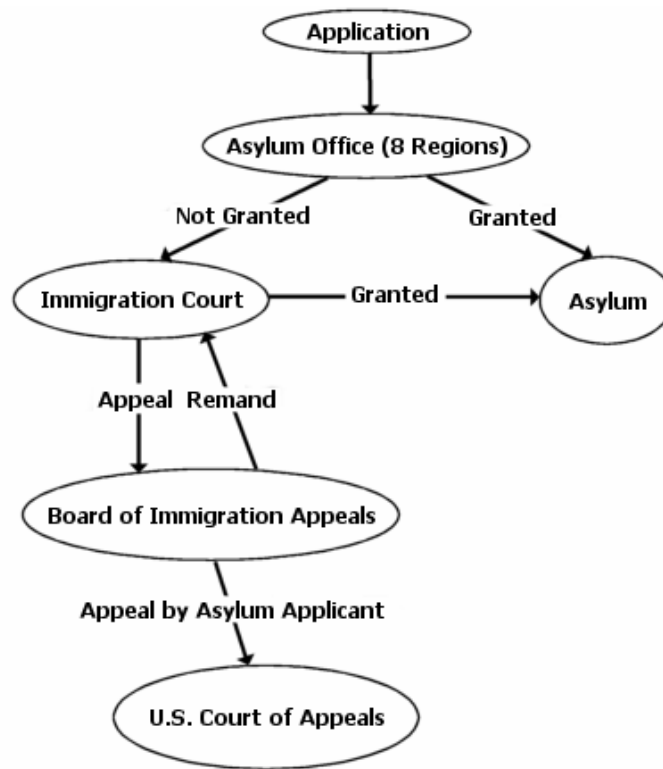 Application
Asylum Office (8 Regions)
Not Granted
Granted
Immigration Court
Granted
Asylum
Appeal Remand
Board of Immigration Appeals
Appeal by Asylum Applicant
U.S. Court of Appeals